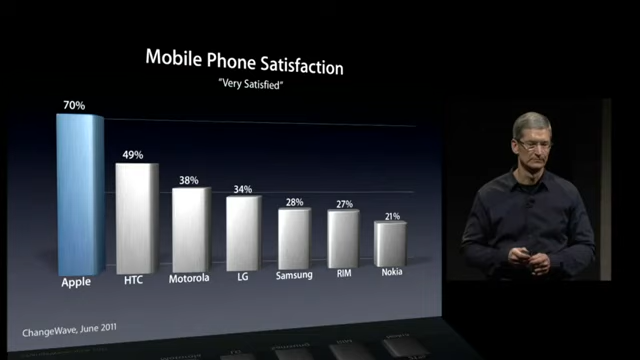 Mobile Phone Satisfaction
“Very Satisfied”
70%
49%
38%
34%
28%
27%
21%
Apple
HTC
Motorola
LG
Samsung
RIM
Nokia
ChangeWave, June 2011